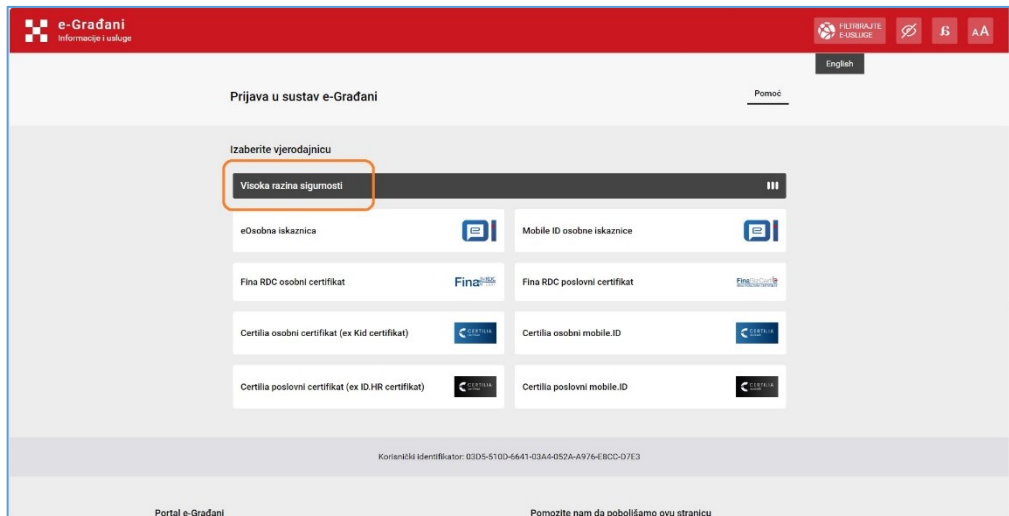 e-Građani
Informacije i usluge
FILTRIRAJTE
E-USLUGE
AA
English
Prijava u sustav e-Građani
Pomoć
Izaberite vjerodajnicu
Visoka razina sigurnosti
eOsobna iskaznica
Mobile ID osobne iskaznice
Fina RDC osobni certifikat
Fina
Fina RDC poslovni certifikat
Fina
Certilia osobni certifikat (ex Kid certifikat)
CERTILIA
Certilia osobni mobile.ID
CERTILIA
Certilia poslovni certifikat (ex ID.HR certifikat)
CERTILIA
Certilia poslovni mobile.ID
CERTILIA
Korisnički identifikator: 03D5-510D-6641-03A4-052A-A976-E8CC-D7E3
Portal e-Građani
Pomozite nam da poboljšamo ovu stranicu